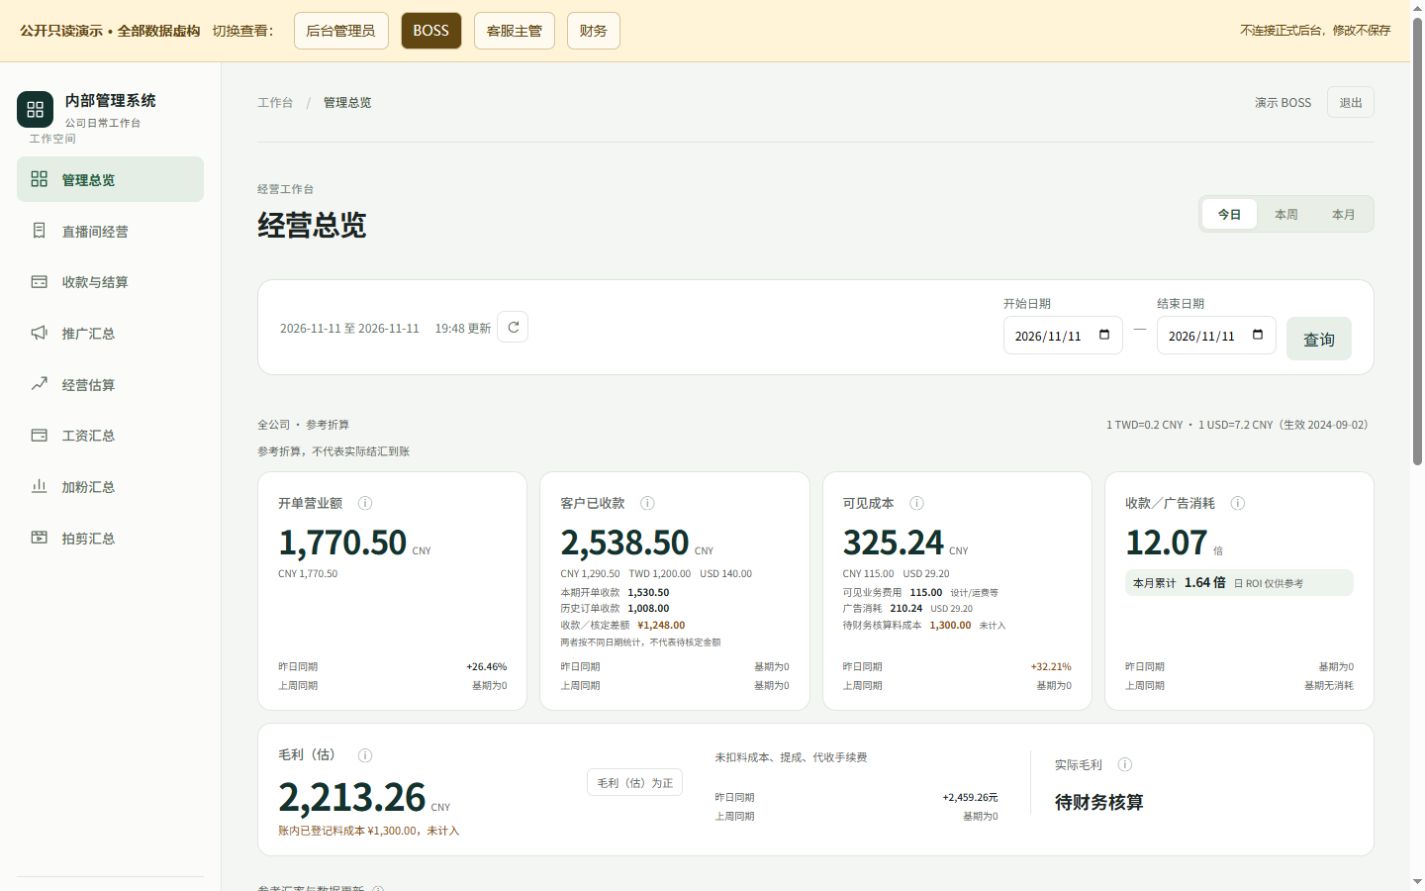 公开只读演示 • 全部数据虚构 切换查看： 后台管理员 BOSS 客服主管 财务 不连接正式后台，修改不保存
内部管理系统
公司日常工作台
工作空间
管理总览
直播间经营
收款与结算
推广汇总
经营估算
工资汇总
加粉汇总
拍剪汇总
工作台 / 管理总览 演示 BOSS 退出
经营工作台
经营总览
今日 本周 本月
2026-11-11 至 2026-11-11 19:48 更新
开始日期 结束日期
2026/11/11 — 2026/11/11 查询
全公司 · 参考折算 1 TWD=0.2 CNY · 1 USD=7.2 CNY（生效 2024-09-02）
参考折算，不代表实际结汇到账
开单营业额
1,770.50 CNY
CNY 1,770.50
昨日同期 +26.46%
上周同期 基期为0
客户已收款
2,538.50 CNY
CNY 1,290.50 TWD 1,200.00 USD 140.00
本期开单收款 1,530.50
历史订单收款 1,008.00
收款／核定差额 ¥1,248.00
两者按不同日期统计，不代表待核定金额
昨日同期 基期为0
上周同期 基期为0
可见成本
325.24 CNY
CNY 115.00 USD 29.20
可见业务费用 115.00 设计/运费等
广告消耗 210.24 USD 29.20
待财务核算料成本 1,300.00 未计入
昨日同期 +32.21%
上周同期 基期为0
收款／广告消耗
12.07 倍
本月累计 1.64 倍 日 ROI 仅供参考
昨日同期 基期为0
上周同期 基期无消耗
毛利（估）
2,213.26 CNY
账内已登记料成本 ¥1,300.00，未计入
毛利（估）为正
未扣料成本、提成、代收手续费
昨日同期 +2,459.26元
上周同期 基期为0
实际毛利
待财务核算
参考汇率与数据更新